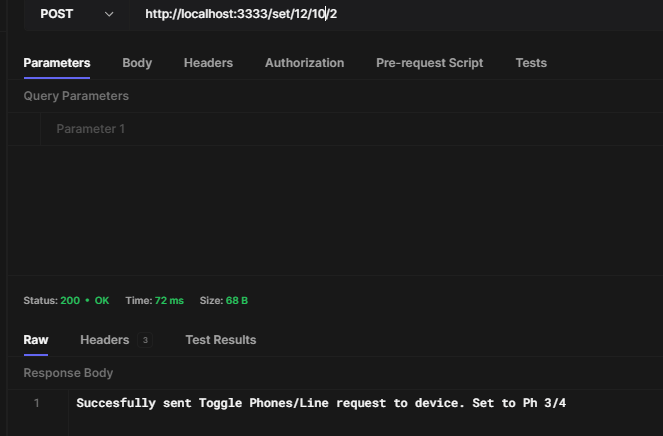 POST http://localhost:3333/set/12/10/2
Parameters Body Headers Authorization Pre-request Script Tests
Query Parameters
Parameter 1
Status: 200 • OK Time: 72 ms Size: 68 B
Raw Headers 3 Test Results
Response Body
1 Succesfully sent Toggle Phones/Line request to device. Set to Ph 3/4